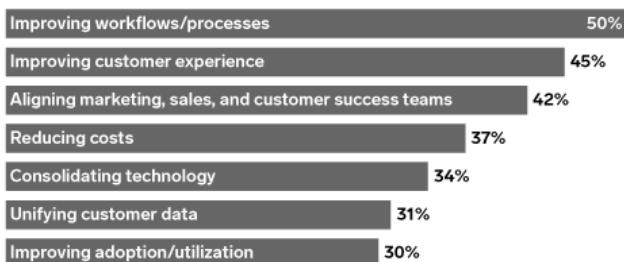 Improving workflows/processes 50%
Improving customer experience 45%
Aligning marketing, sales, and customer success teams 42%
Reducing costs 37%
Consolidating technology 34%
Unifying customer data 31%
Improving adoption/utilization 30%